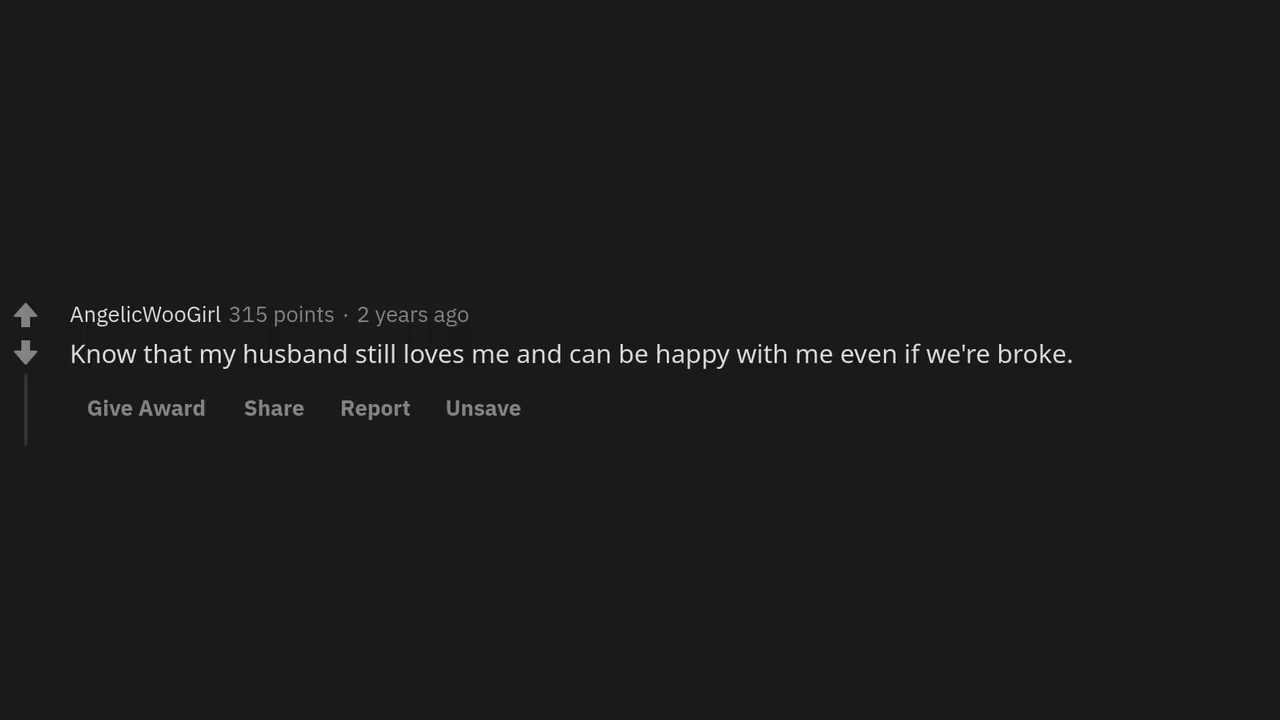 AngelicWooGirl 315 points · 2 years ago
Know that my husband still loves me and can be happy with me even if we're broke.
Give Award Share Report Unsave